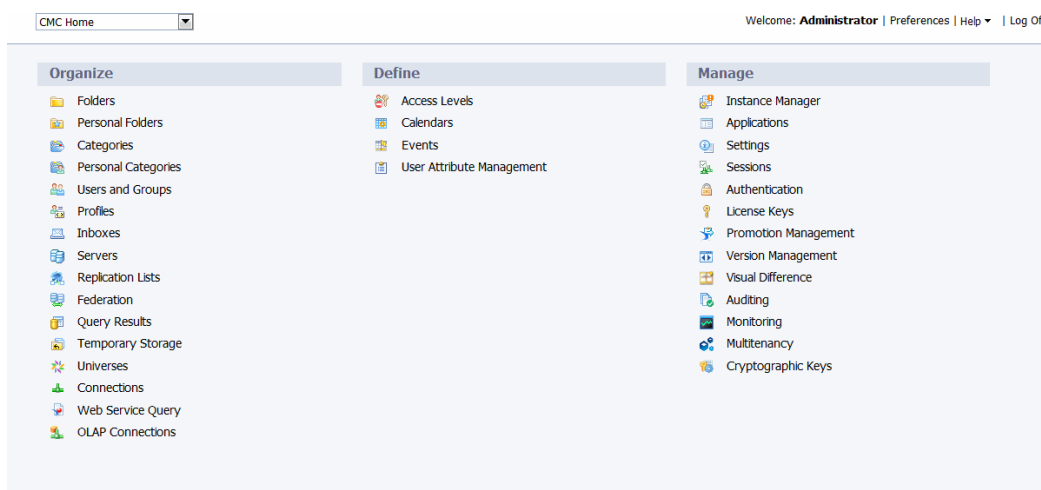 CMC Home
Welcome: Administrator | Preferences | Help | Log Of
Organize
Folders
Personal Folders
Categories
Personal Categories
Users and Groups
Profiles
Inboxes
Servers
Replication Lists
Federation
Query Results
Temporary Storage
Universes
Connections
Web Service Query
OLAP Connections
Define
Access Levels
Calendars
Events
User Attribute Management
Manage
Instance Manager
Applications
Settings
Sessions
Authentication
License Keys
Promotion Management
Version Management
Visual Difference
Auditing
Monitoring
Multitenancy
Cryptographic Keys